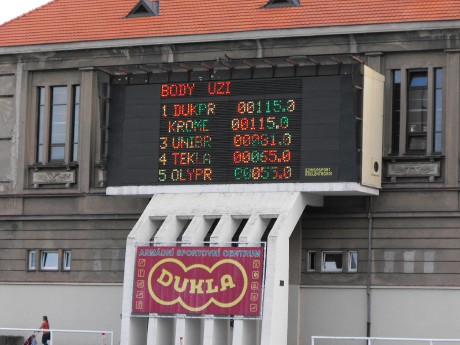 BODY UZI
1 DUKPR 00115.0
KROME 00115.0
3 UNIBR 00081.0
4 TEKLA 00065.0
5 OLYPR 00055.0
ARMÁDNÍ SPORTOVNÍ CENTRUM
DUKLA